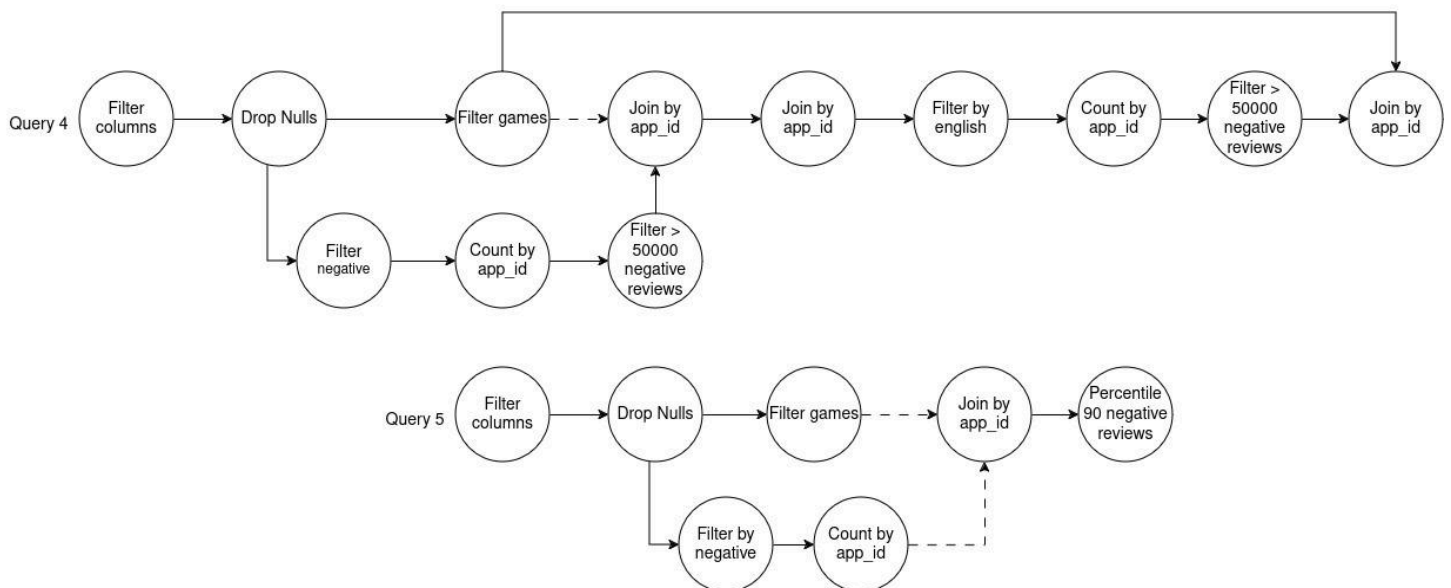 Query 4
Filter
columns
Drop Nulls
Filter games
Join by
app_id
Join by
app_id
Filter by
english
Count by
app_id
Filter >
50000
negative
reviews
Join by
app_id
Filter
negative
Count by
app_id
Filter >
50000
negative
reviews
Query 5
Filter
columns
Drop Nulls
Filter games
Join by
app_id
Percentile
90 negative
reviews
Filter by
negative
Count by
app_id